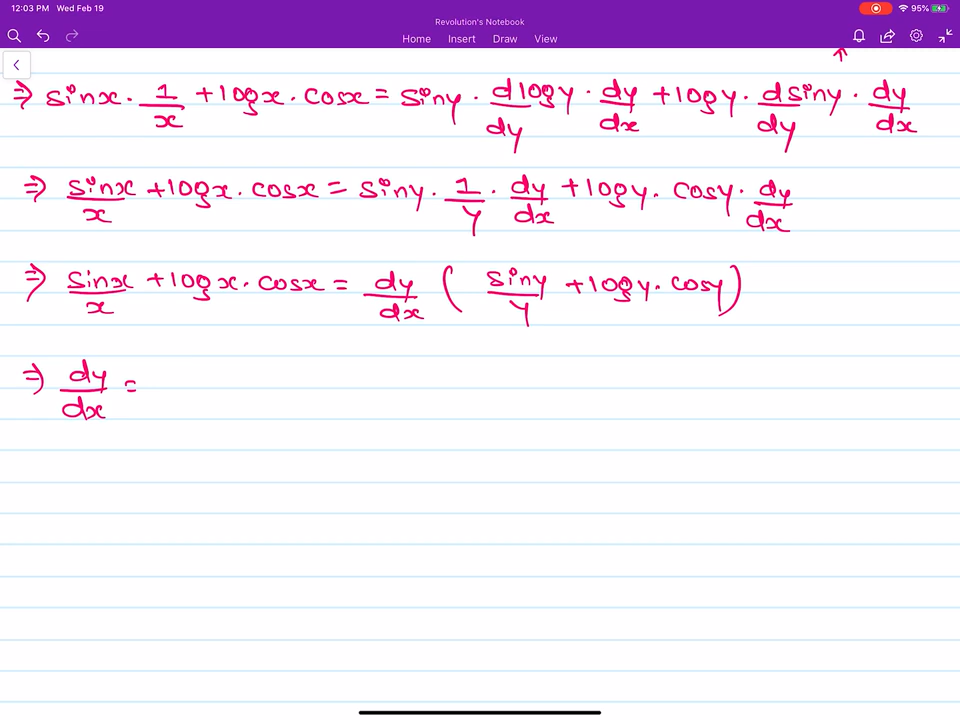 12:03 PM Wed Feb 19
95%
Revolution's Notebook
Home Insert Draw View
⇒ sinx · 1/x + logx · cosx = siny · dlogy/dy · dy/dx + logy · dsiny/dy · dy/dx
⇒ sinx/x + logx · cosx = siny · 1/y · dy/dx + logy · cosy · dy/dx
⇒ sinx/x + logx · cosx = dy/dx ( siny/y + logy · cosy )
⇒ dy/dx =